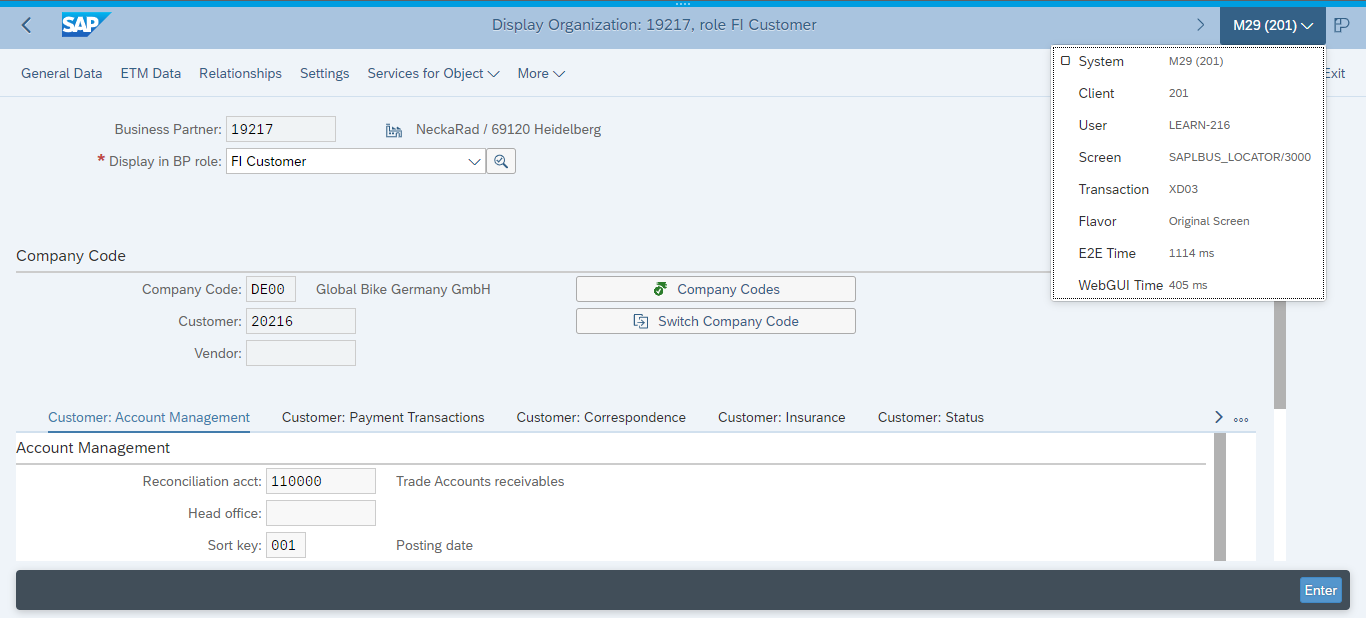 SAP
Display Organization: 19217, role FI Customer
M29 (201)
General Data ETM Data Relationships Settings Services for Object More
System M29 (201)
Client 201
User LEARN-216
Screen SAPLBUS_LOCATOR/3000
Transaction XD03
Flavor Original Screen
E2E Time 1114 ms
WebGUI Time 405 ms
Business Partner: 19217 NeckaRad / 69120 Heidelberg
* Display in BP role: FI Customer
Company Code
Company Code: DE00 Global Bike Germany GmbH Company Codes
Customer: 20216 Switch Company Code
Vendor:
Customer: Account Management Customer: Payment Transactions Customer: Correspondence Customer: Insurance Customer: Status
Account Management
Reconciliation acct: 110000 Trade Accounts receivables
Head office:
Sort key: 001 Posting date
Enter